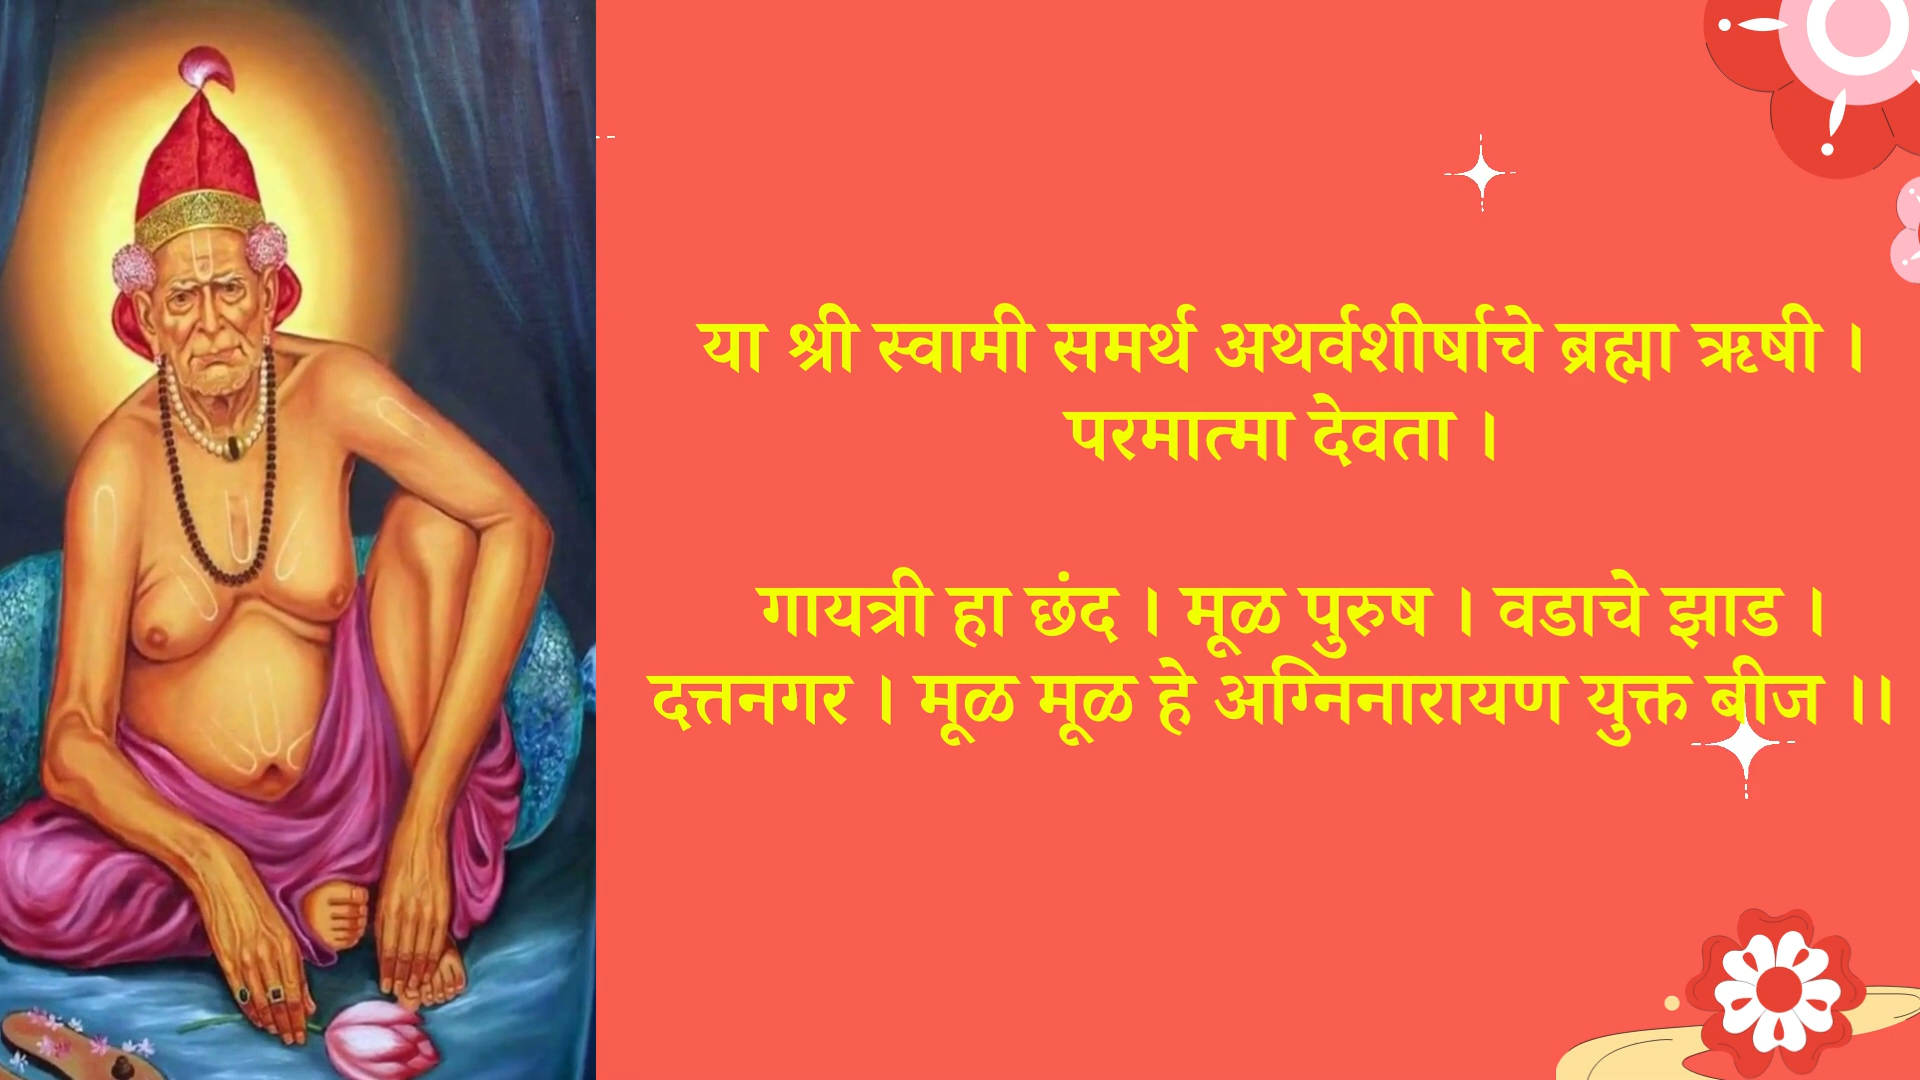 या श्री स्वामी समर्थ अथर्वशीर्षाचे ब्रह्मा ऋषी ।
परमात्मा देवता ।
गायत्री हा छंद । मूळ पुरुष । वडाचे झाड ।
दत्तनगर । मूळ मूळ हे अग्निनारायण युक्त बीज ।।